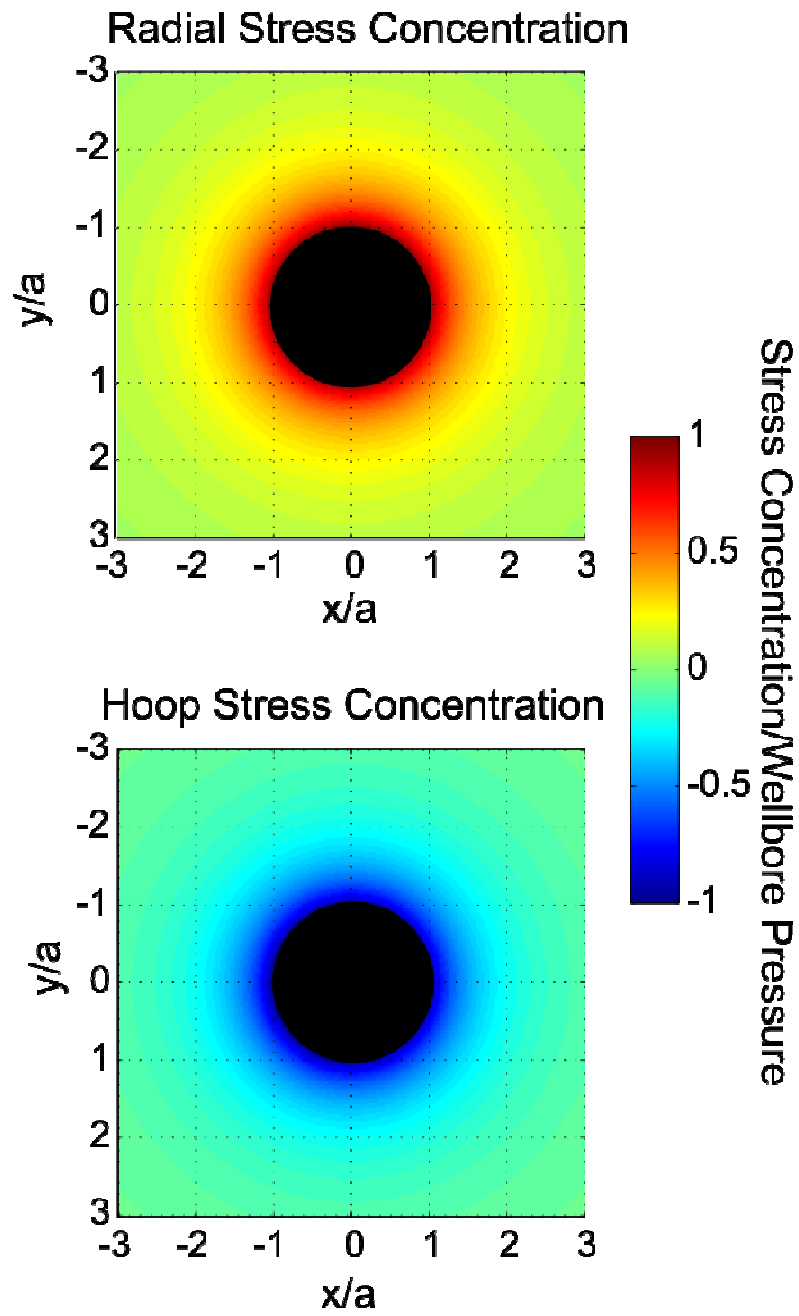 Radial Stress Concentration
-3
-2
-1
0
1
2
3
y/a
-3 -2 -1 0 1 2 3
x/a
Hoop Stress Concentration
-3
-2
-1
0
1
2
3
y/a
-3 -2 -1 0 1 2 3
x/a
1
0.5
0
-0.5
-1
Stress Concentration/Wellbore Pressure